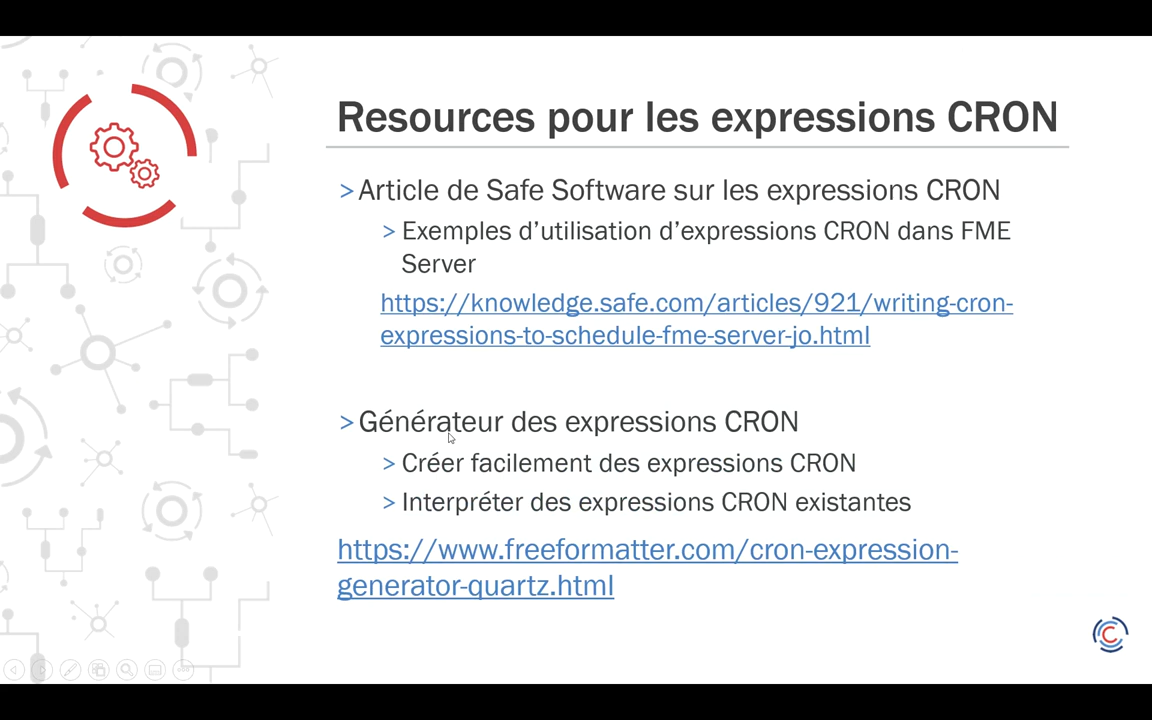 Resources pour les expressions CRON
> Article de Safe Software sur les expressions CRON
> Exemples d’utilisation d’expressions CRON dans FME
Server
https://knowledge.safe.com/articles/921/writing-cron-
expressions-to-schedule-fme-server-jo.html
> Générateur des expressions CRON
> Créer facilement des expressions CRON
> Interpréter des expressions CRON existantes
https://www.freeformatter.com/cron-expression-
generator-quartz.html